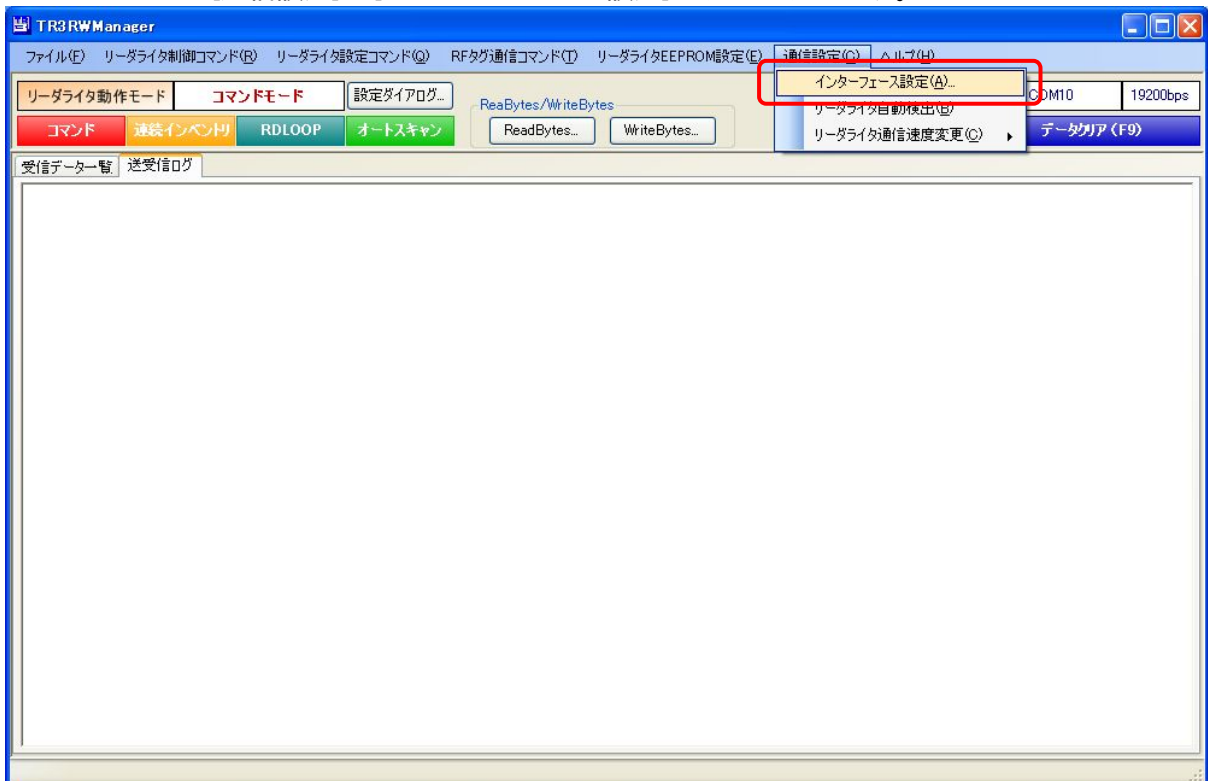 TR3RWManager
ファイル(F) リーダライタ制御コマンド(R) リーダライタ設定コマンド(Q) RFタグ通信コマンド(T) リーダライタEEPROM設定(E) 通信設定(C) ヘルプ(H)
インターフェース設定(A)...
リーダライタ自動検出(B)
リーダライタ通信速度変更(C)
リーダライタ動作モード コマンドモード 設定ダイアログ... ReaBytes/WriteBytes COM10 19200bps
コマンド 連続インベントリ RDLOOP オートスキャン ReadBytes... WriteBytes... データクリア(F9)
受信データ一覧 送受信ログ